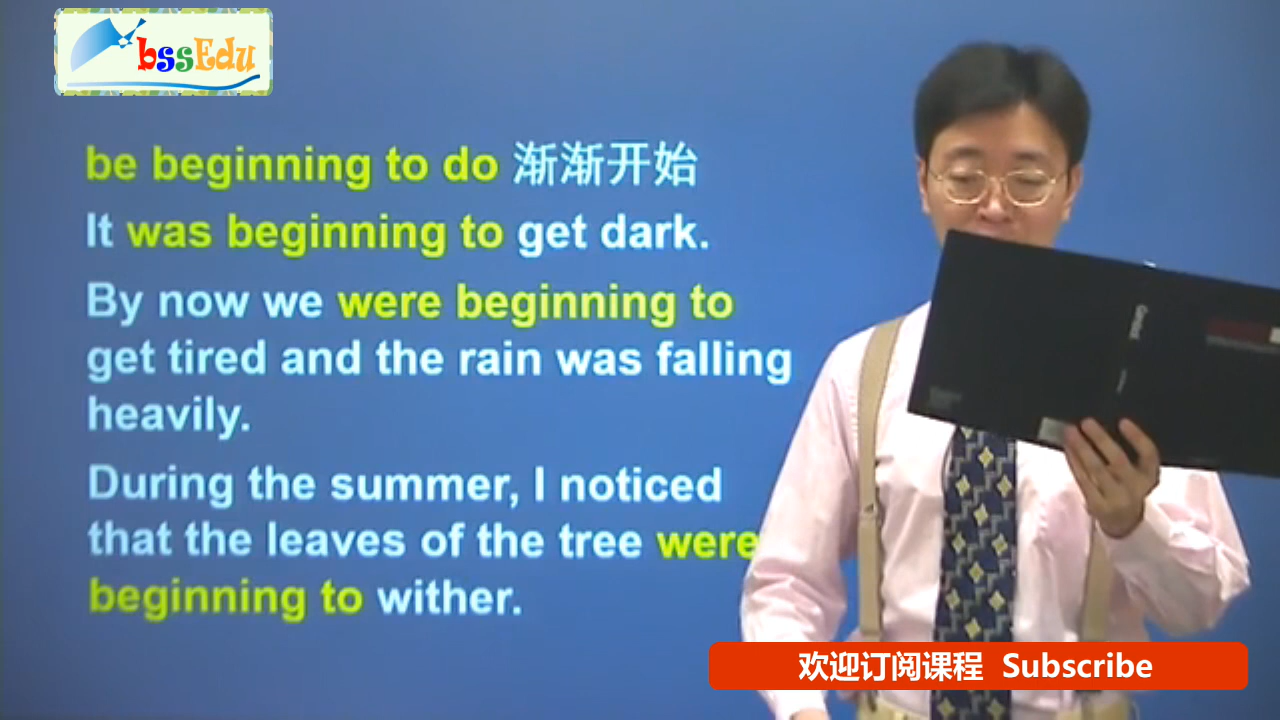 bssEdu
be beginning to do 渐渐开始
It was beginning to get dark.
By now we were beginning to
get tired and the rain was falling
heavily.
During the summer, I noticed
that the leaves of the tree were
beginning to wither.
欢迎订阅课程 Subscribe